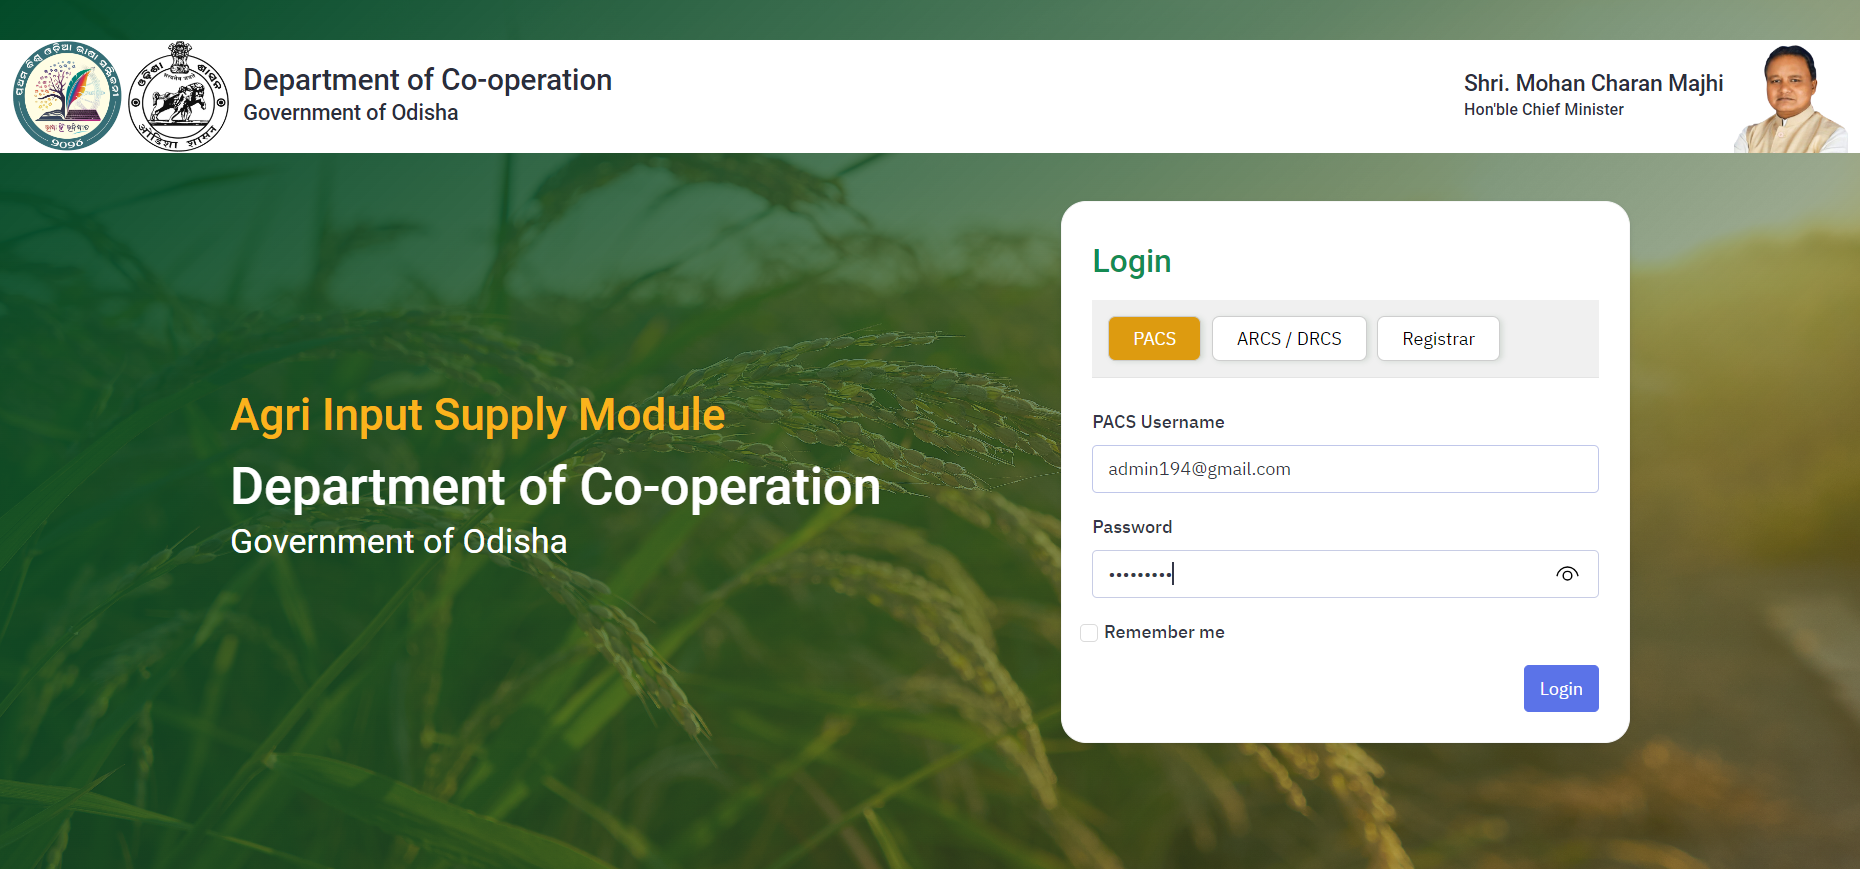 Department of Co-operation
Government of Odisha
Shri. Mohan Charan Majhi
Hon'ble Chief Minister
Agri Input Supply Module
Department of Co-operation
Government of Odisha
Login
PACS
ARCS / DRCS
Registrar
PACS Username
admin194@gmail.com
Password
Remember me
Login